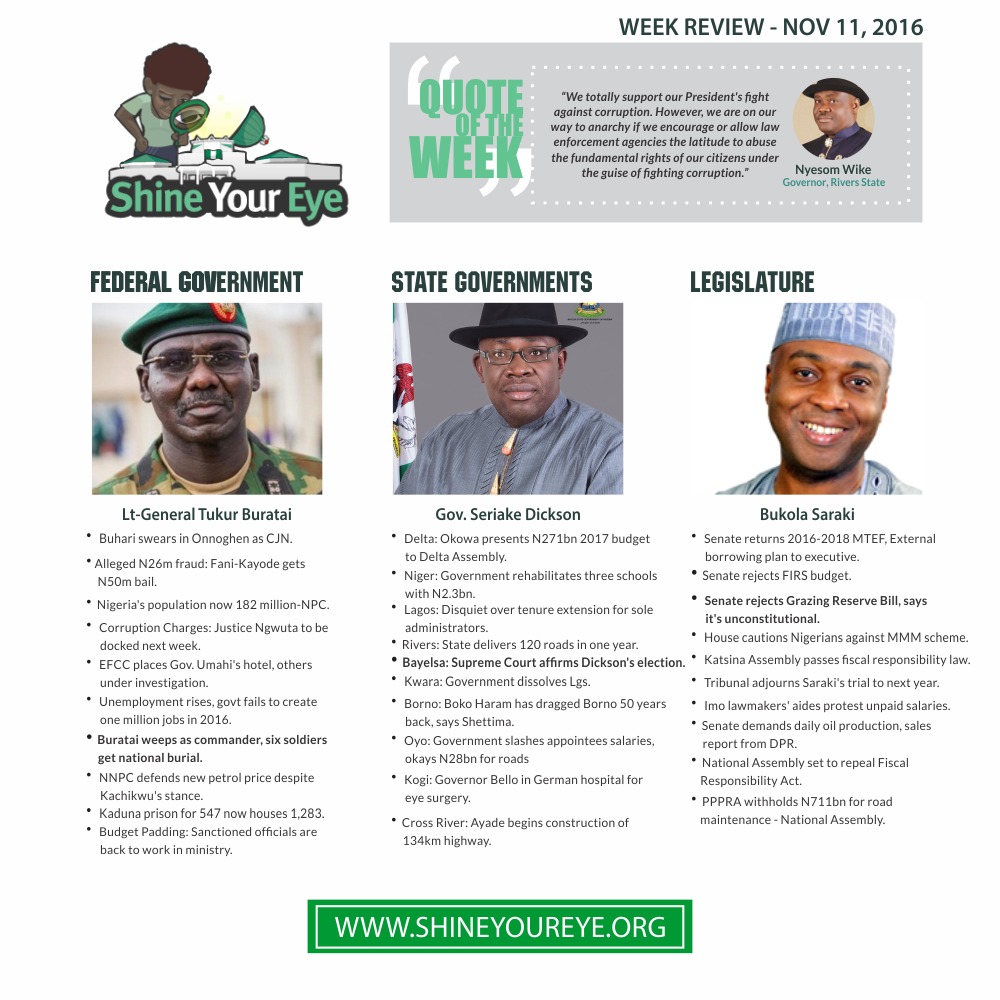 WEEK REVIEW - NOV 11, 2016
Shine Your Eye
QUOTE
OF THE
WEEK
"We totally support our President's fight
against corruption. However, we are on our
way to anarchy if we encourage or allow law
enforcement agencies the latitude to abuse
the fundamental rights of our citizens under
the guise of fighting corruption."
Nyesom Wike
Governor, Rivers State
FEDERAL GOVERNMENT
Lt-General Tukur Buratai
• Buhari swears in Onnoghen as CJN.
• Alleged N26m fraud: Fani-Kayode gets
N50m bail.
• Nigeria's population now 182 million-NPC.
• Corruption Charges: Justice Ngwuta to be
docked next week.
• EFCC places Gov. Umahi's hotel, others
under investigation.
• Unemployment rises, govt fails to create
one million jobs in 2016.
• Buratai weeps as commander, six soldiers
get national burial.
• NNPC defends new petrol price despite
Kachikwu's stance.
• Kaduna prison for 547 now houses 1,283.
• Budget Padding: Sanctioned officials are
back to work in ministry.
STATE GOVERNMENTS
Gov. Seriake Dickson
• Delta: Okowa presents N271bn 2017 budget
to Delta Assembly.
• Niger: Government rehabilitates three schools
with N2.3bn.
• Lagos: Disquiet over tenure extension for sole
administrators.
• Rivers: State delivers 120 roads in one year.
• Bayelsa: Supreme Court affirms Dickson's election.
• Kwara: Government dissolves Lgs.
• Borno: Boko Haram has dragged Borno 50 years
back, says Shettima.
• Oyo: Government slashes appointees salaries,
okays N28bn for roads
• Kogi: Governor Bello in German hospital for
eye surgery.
• Cross River: Ayade begins construction of
134km highway.
LEGISLATURE
Bukola Saraki
• Senate returns 2016-2018 MTEF, External
borrowing plan to executive.
• Senate rejects FIRS budget.
• Senate rejects Grazing Reserve Bill, says
it's unconstitutional.
• House cautions Nigerians against MMM scheme.
• Katsina Assembly passes fiscal responsibility law.
• Tribunal adjourns Saraki's trial to next year.
• Imo lawmakers' aides protest unpaid salaries.
• Senate demands daily oil production, sales
report from DPR.
• National Assembly set to repeal Fiscal
Responsibility Act.
• PPPRA withholds N711bn for road
maintenance - National Assembly.
WWW.SHINEYOUREYE.ORG